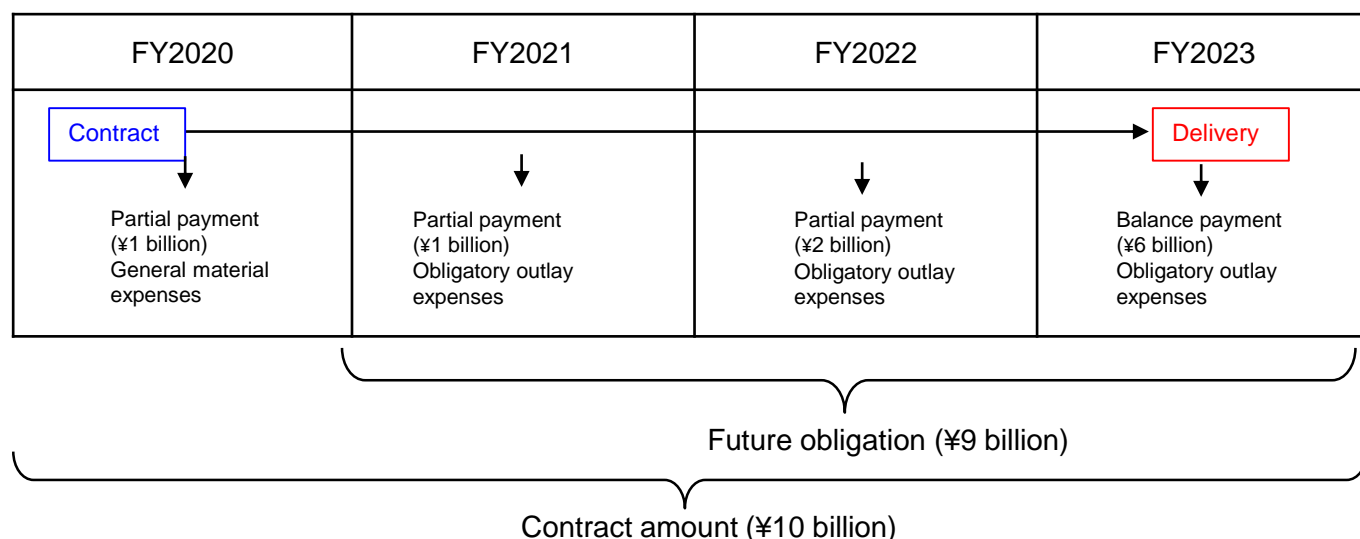 FY2020
FY2021
FY2022
FY2023
Contract
Delivery
Partial payment
(¥1 billion)
General material
expenses
Partial payment
(¥1 billion)
Obligatory outlay
expenses
Partial payment
(¥2 billion)
Obligatory outlay
expenses
Balance payment
(¥6 billion)
Obligatory outlay
expenses
Future obligation (¥9 billion)
Contract amount (¥10 billion)